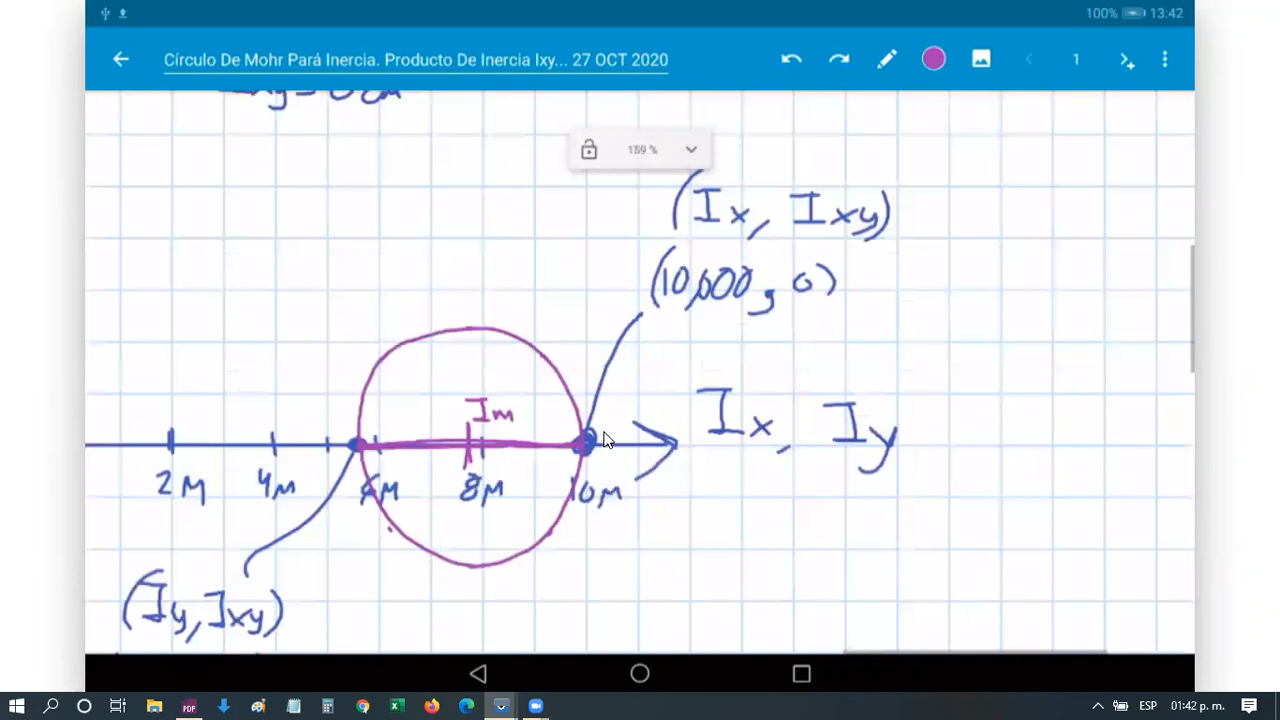 100% 13:42
Círculo De Mohr Pará Inercia. Producto De Inercia Ixy... 27 OCT 2020
1
159 %
(Ix, Ixy)
(10,000, 0)
Im
Ix, Iy
2M 4M 6M 8M 10M
(Iy, Ixy)
ESP 01:42 p. m.